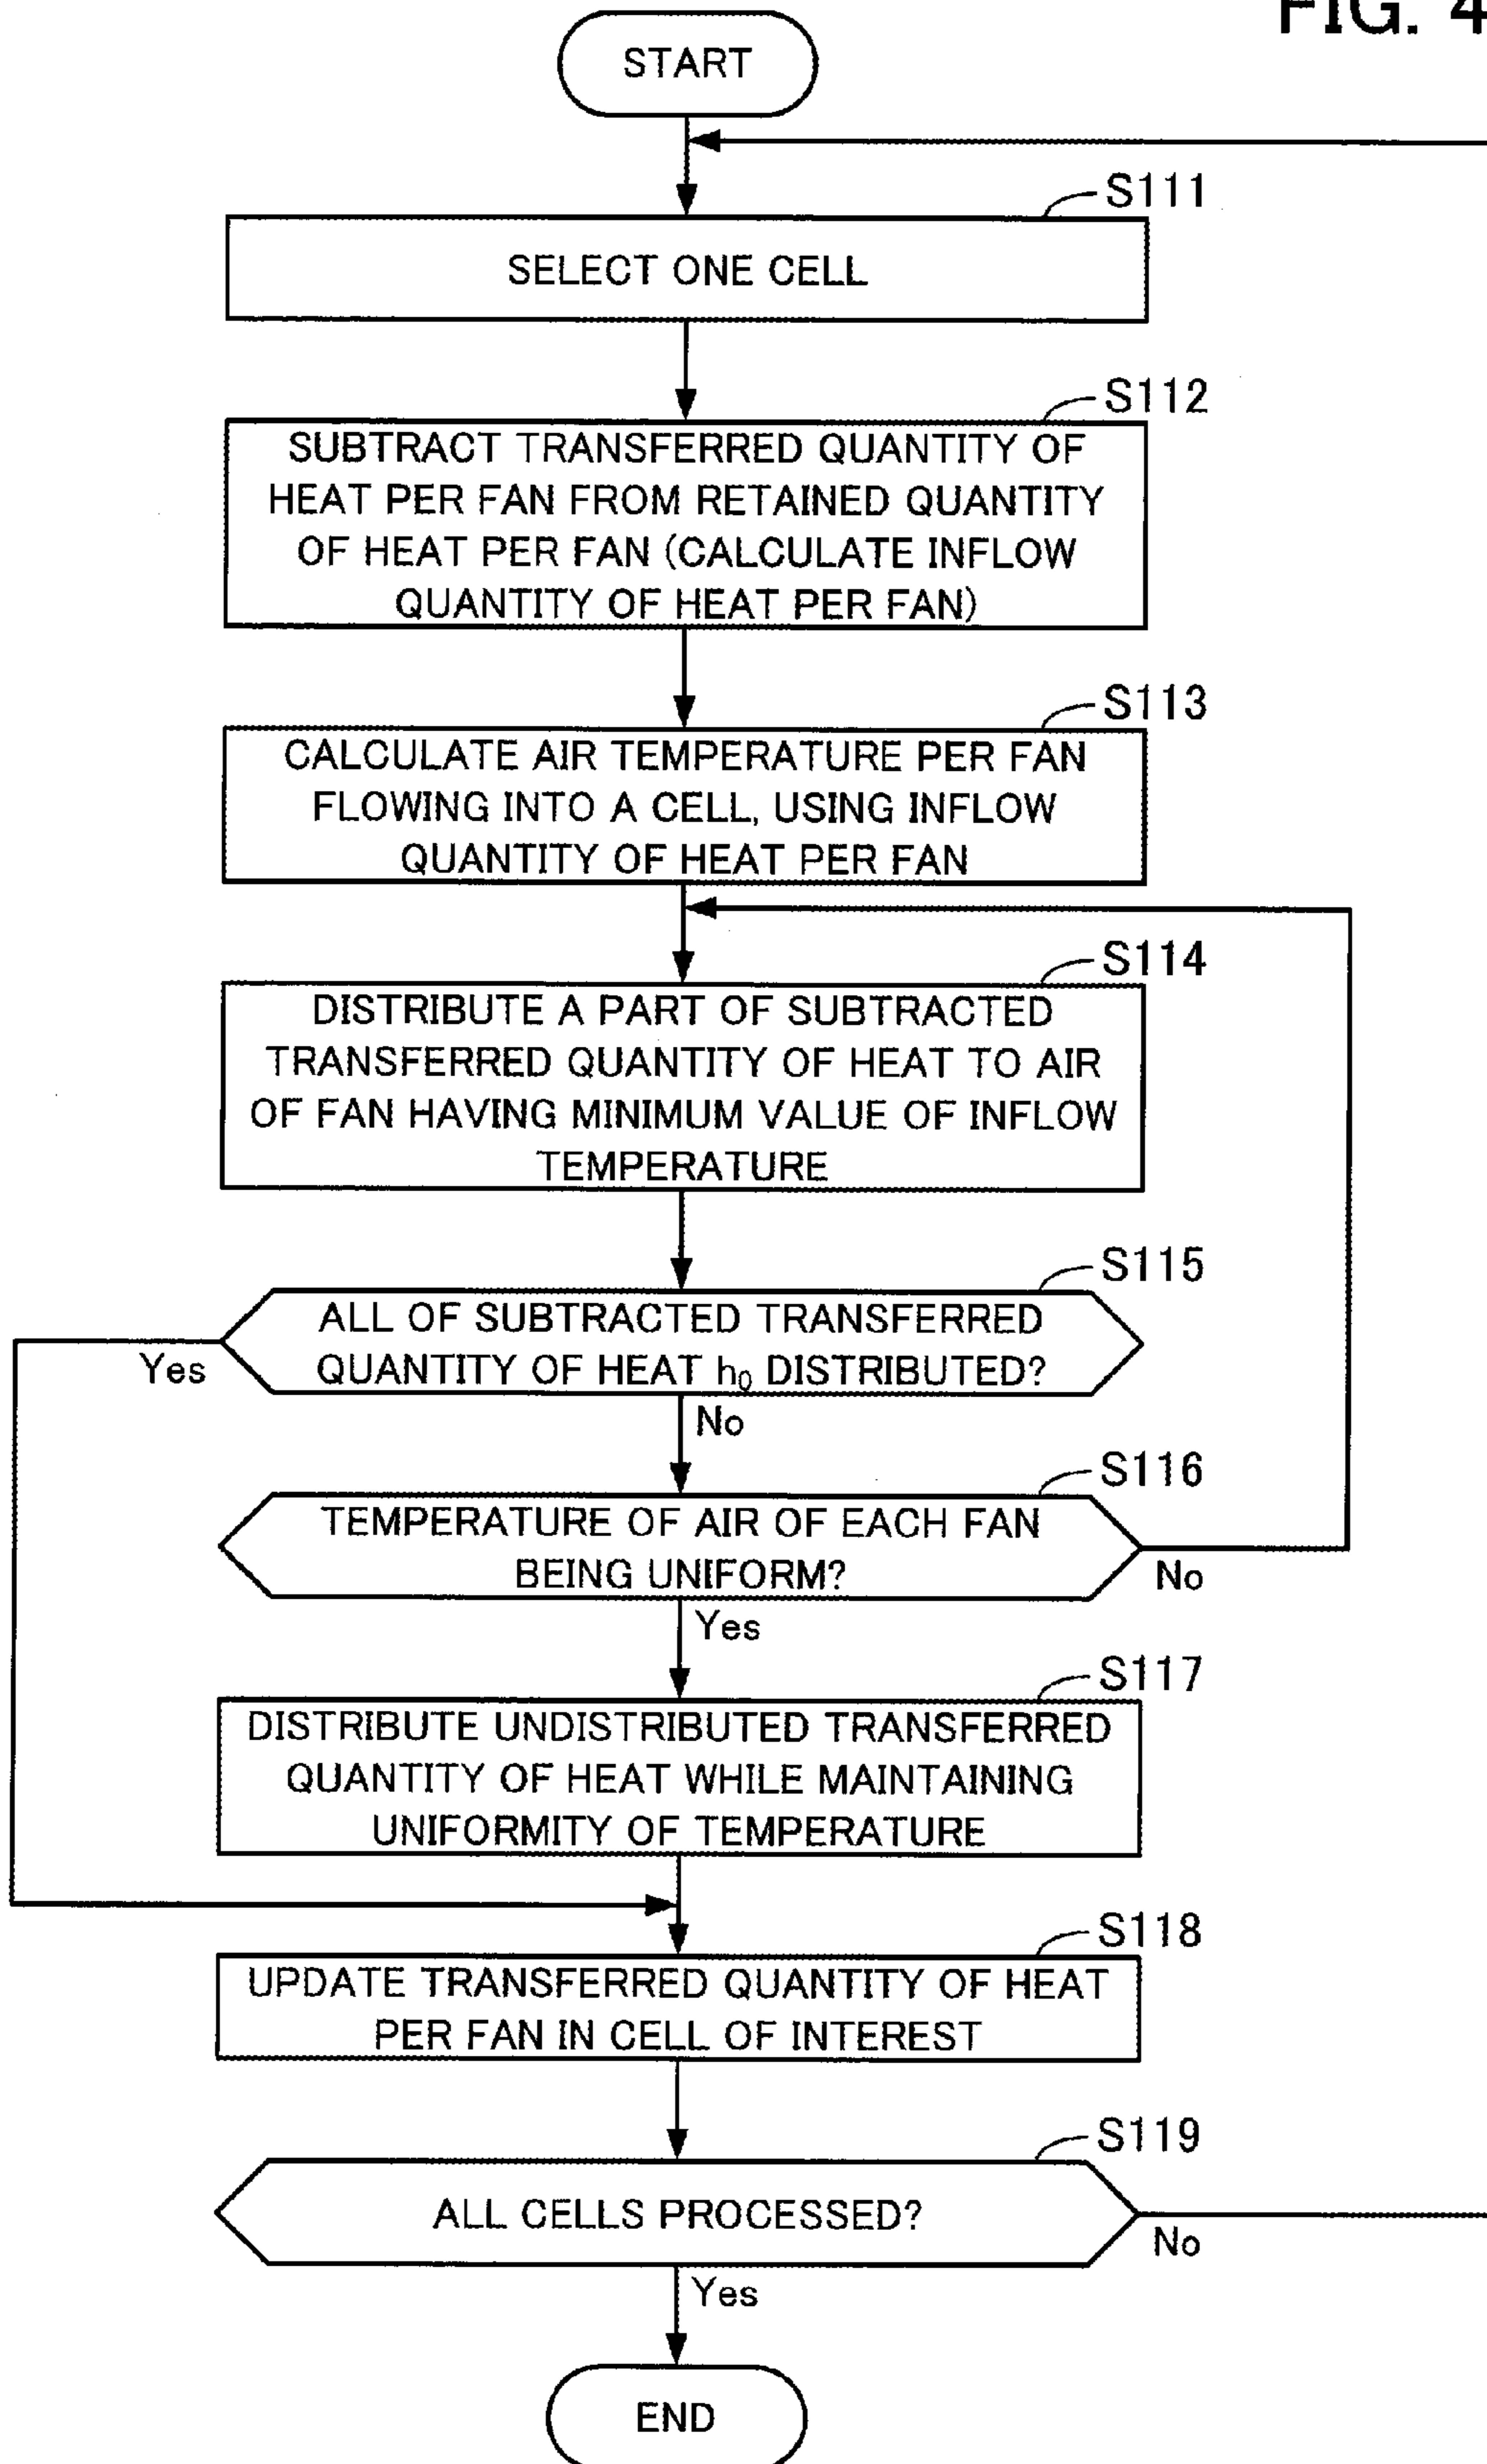 FIG. 4
START
S111
SELECT ONE CELL
S112
SUBTRACT TRANSFERRED QUANTITY OF
HEAT PER FAN FROM RETAINED QUANTITY
OF HEAT PER FAN (CALCULATE INFLOW
QUANTITY OF HEAT PER FAN)
S113
CALCULATE AIR TEMPERATURE PER FAN
FLOWING INTO A CELL, USING INFLOW
QUANTITY OF HEAT PER FAN
S114
DISTRIBUTE A PART OF SUBTRACTED
TRANSFERRED QUANTITY OF HEAT TO AIR
OF FAN HAVING MINIMUM VALUE OF INFLOW
TEMPERATURE
S115
ALL OF SUBTRACTED TRANSFERRED
QUANTITY OF HEAT h₀ DISTRIBUTED?
Yes
No
S116
TEMPERATURE OF AIR OF EACH FAN
BEING UNIFORM?
No
Yes
S117
DISTRIBUTE UNDISTRIBUTED TRANSFERRED
QUANTITY OF HEAT WHILE MAINTAINING
UNIFORMITY OF TEMPERATURE
S118
UPDATE TRANSFERRED QUANTITY OF HEAT
PER FAN IN CELL OF INTEREST
S119
ALL CELLS PROCESSED?
No
Yes
END